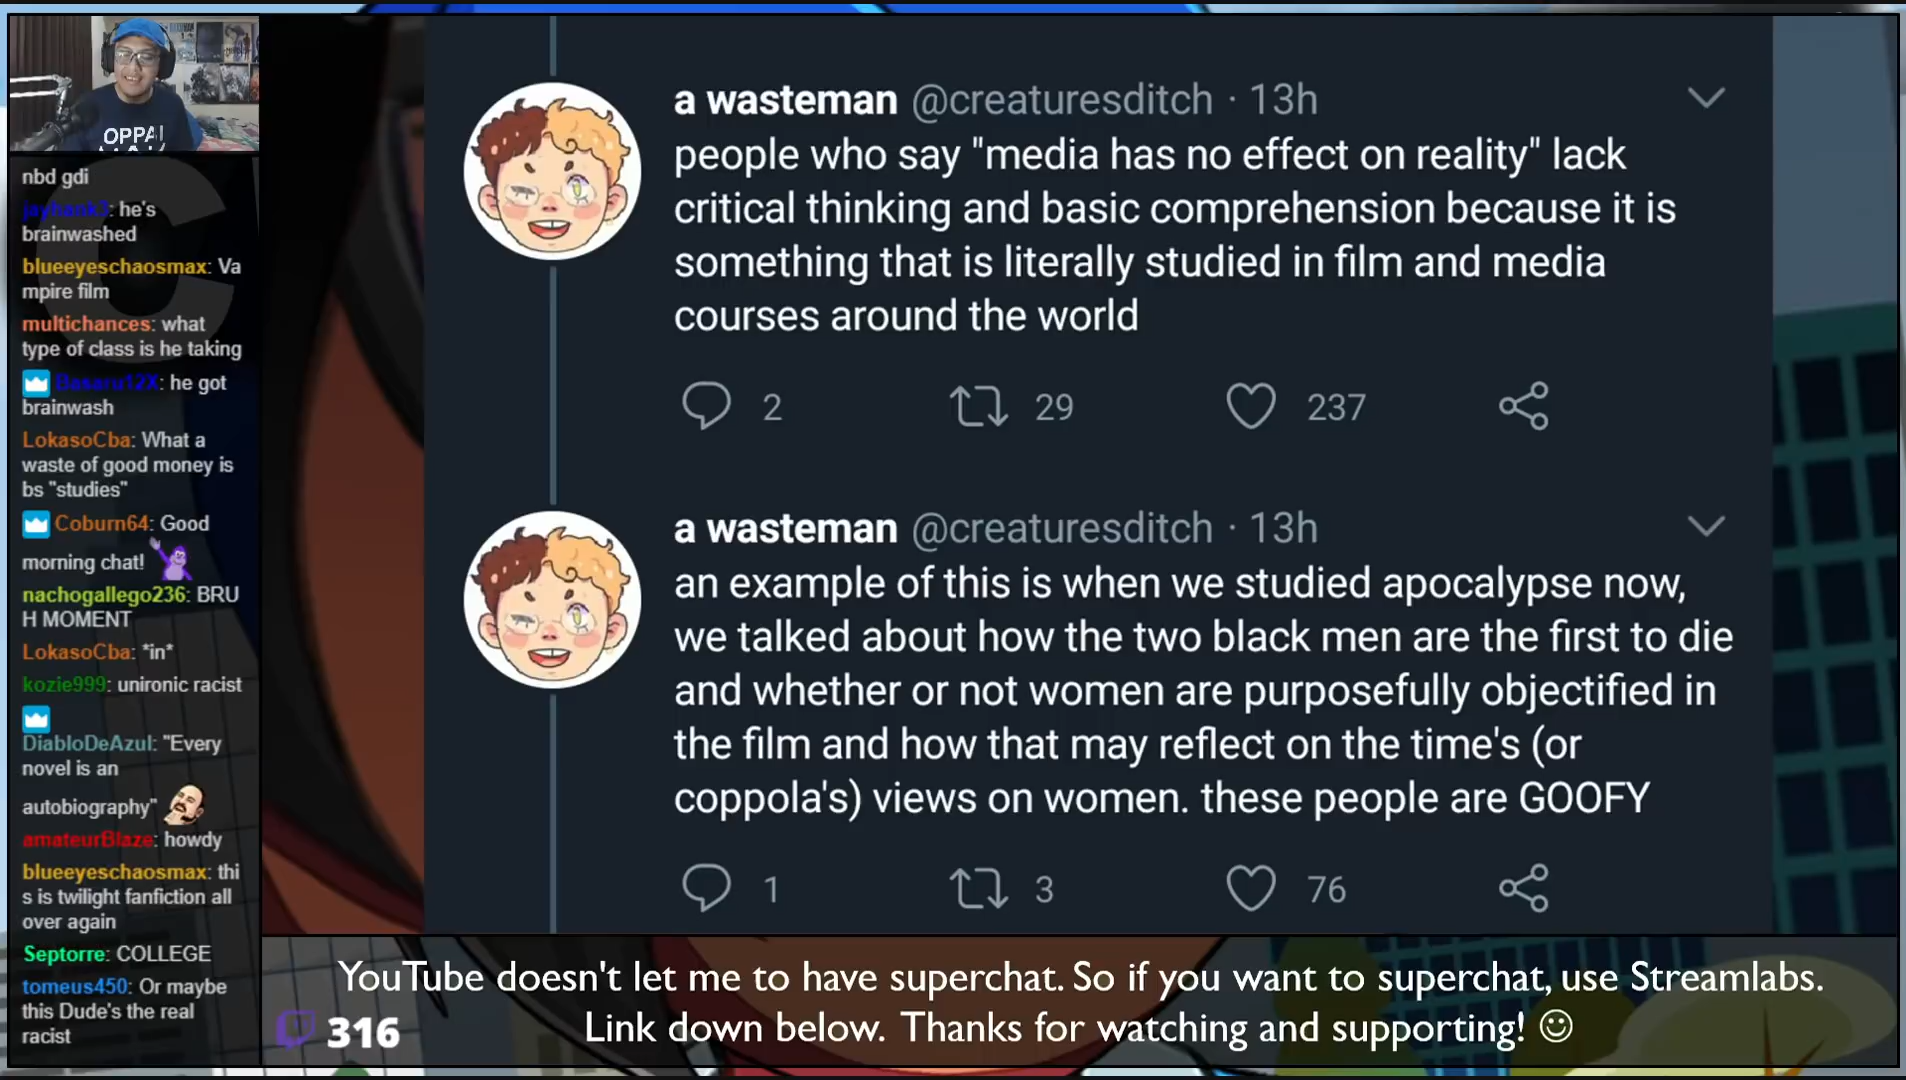 OPPAI
nbd gdi
jayhank3: he's
brainwashed
blueeyeschaosmax: Va
mpire film
multichances: what
type of class is he taking
Basaru12X: he got
brainwash
LokasoCba: What a
waste of good money is
bs "studies"
Coburn64: Good
morning chat!
nachogallego236: BRU
H MOMENT
LokasoCba: *in*
kozie999: unironic racist
DiabloDeAzul: "Every
novel is an
autobiography"
amateurBlaze: howdy
blueeyeschaosmax: thi
s is twilight fanfiction all
over again
Septorre: COLLEGE
tomeus450: Or maybe
this Dude's the real
racist
a wasteman @creaturesditch · 13h
people who say "media has no effect on reality" lack
critical thinking and basic comprehension because it is
something that is literally studied in film and media
courses around the world
2 29 237
a wasteman @creaturesditch · 13h
an example of this is when we studied apocalypse now,
we talked about how the two black men are the first to die
and whether or not women are purposefully objectified in
the film and how that may reflect on the time's (or
coppola's) views on women. these people are GOOFY
1 3 76
YouTube doesn't let me to have superchat. So if you want to superchat, use Streamlabs.
316
Link down below. Thanks for watching and supporting! ☺